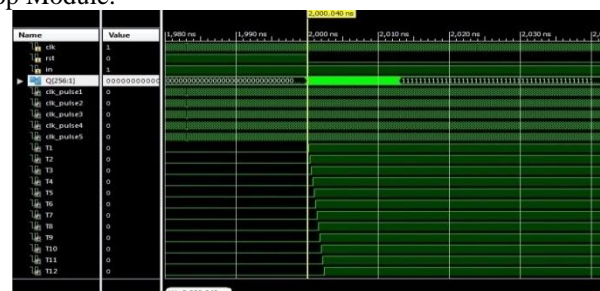 op Module.
2,000.040 ns
Name Value 1,980 ns 1,990 ns 2,000 ns 2,010 ns 2,020 ns 2,030 ns
clk 1
rst 0
in 1
Q[256:1] 00000000000
clk_pulse1 0
clk_pulse2 0
clk_pulse3 0
clk_pulse4 0
clk_pulse5 0
T1 0
T2 0
T3 0
T4 0
T5 0
T6 0
T7 0
T8 0
T9 0
T10 0
T11 0
T12 0